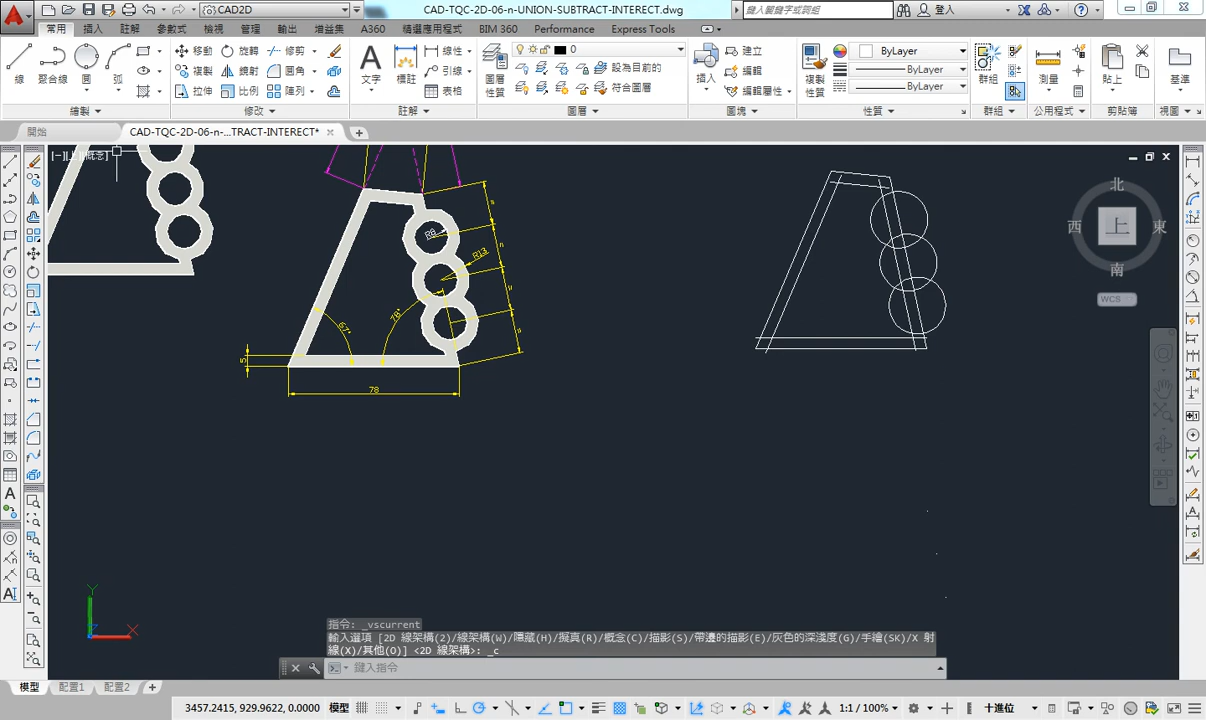 CAD2D
CAD-TQC-2D-06-n-UNION-SUBTRACT-INTERECT.dwg
鍵入關鍵字或片語
登入
常用 插入 註解 參數式 檢視 管理 輸出 增益集 A360 精選應用程式 BIM 360 Performance Express Tools
線 聚合線 圓 弧
移動 旋轉 修剪
複製 鏡射 圓角
拉伸 比例 陣列
文字 標註
線性
引線
表格
圖層性質
0
設為目前的
符合圖層
插入
建立
編輯
編輯屬性
複製性質
ByLayer
ByLayer
ByLayer
群組 測量 貼上 基準
繪製 修改 註解 圖層 圖塊 性質 群組 公用程式 剪貼簿 視圖
開始 CAD-TQC-2D-06-n-...TRACT-INTERECT*
[−][上][概念]
北
西 上 東
南
WCS
R8
R13
n
n
n
n
67°
78°
5
78
Y
X
指令: _vscurrent
輸入選項 [2D 線架構(2)/線架構(W)/隱藏(H)/擬真(R)/概念(C)/描影(S)/帶邊的描影(E)/灰色的深淺度(G)/手繪(SK)/X 射
線(X)/其他(O)] <2D 線架構>: _c
鍵入指令
模型 配置1 配置2
3457.2415, 929.9622, 0.0000 模型 1:1 / 100% 十進位